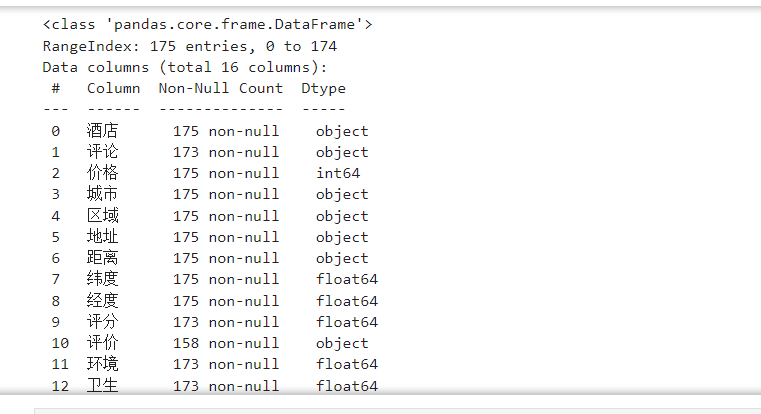 <class 'pandas.core.frame.DataFrame'>
RangeIndex: 175 entries, 0 to 174
Data columns (total 16 columns):
 #   Column  Non-Null Count  Dtype
---  ------  --------------  -----
 0   酒店      175 non-null    object
 1   评论      173 non-null    object
 2   价格      175 non-null    int64
 3   城市      175 non-null    object
 4   区域      175 non-null    object
 5   地址      175 non-null    object
 6   距离      175 non-null    object
 7   纬度      175 non-null    float64
 8   经度      175 non-null    float64
 9   评分      173 non-null    float64
 10  评价      158 non-null    object
 11  环境      173 non-null    float64
 12  卫生      173 non-null    float64